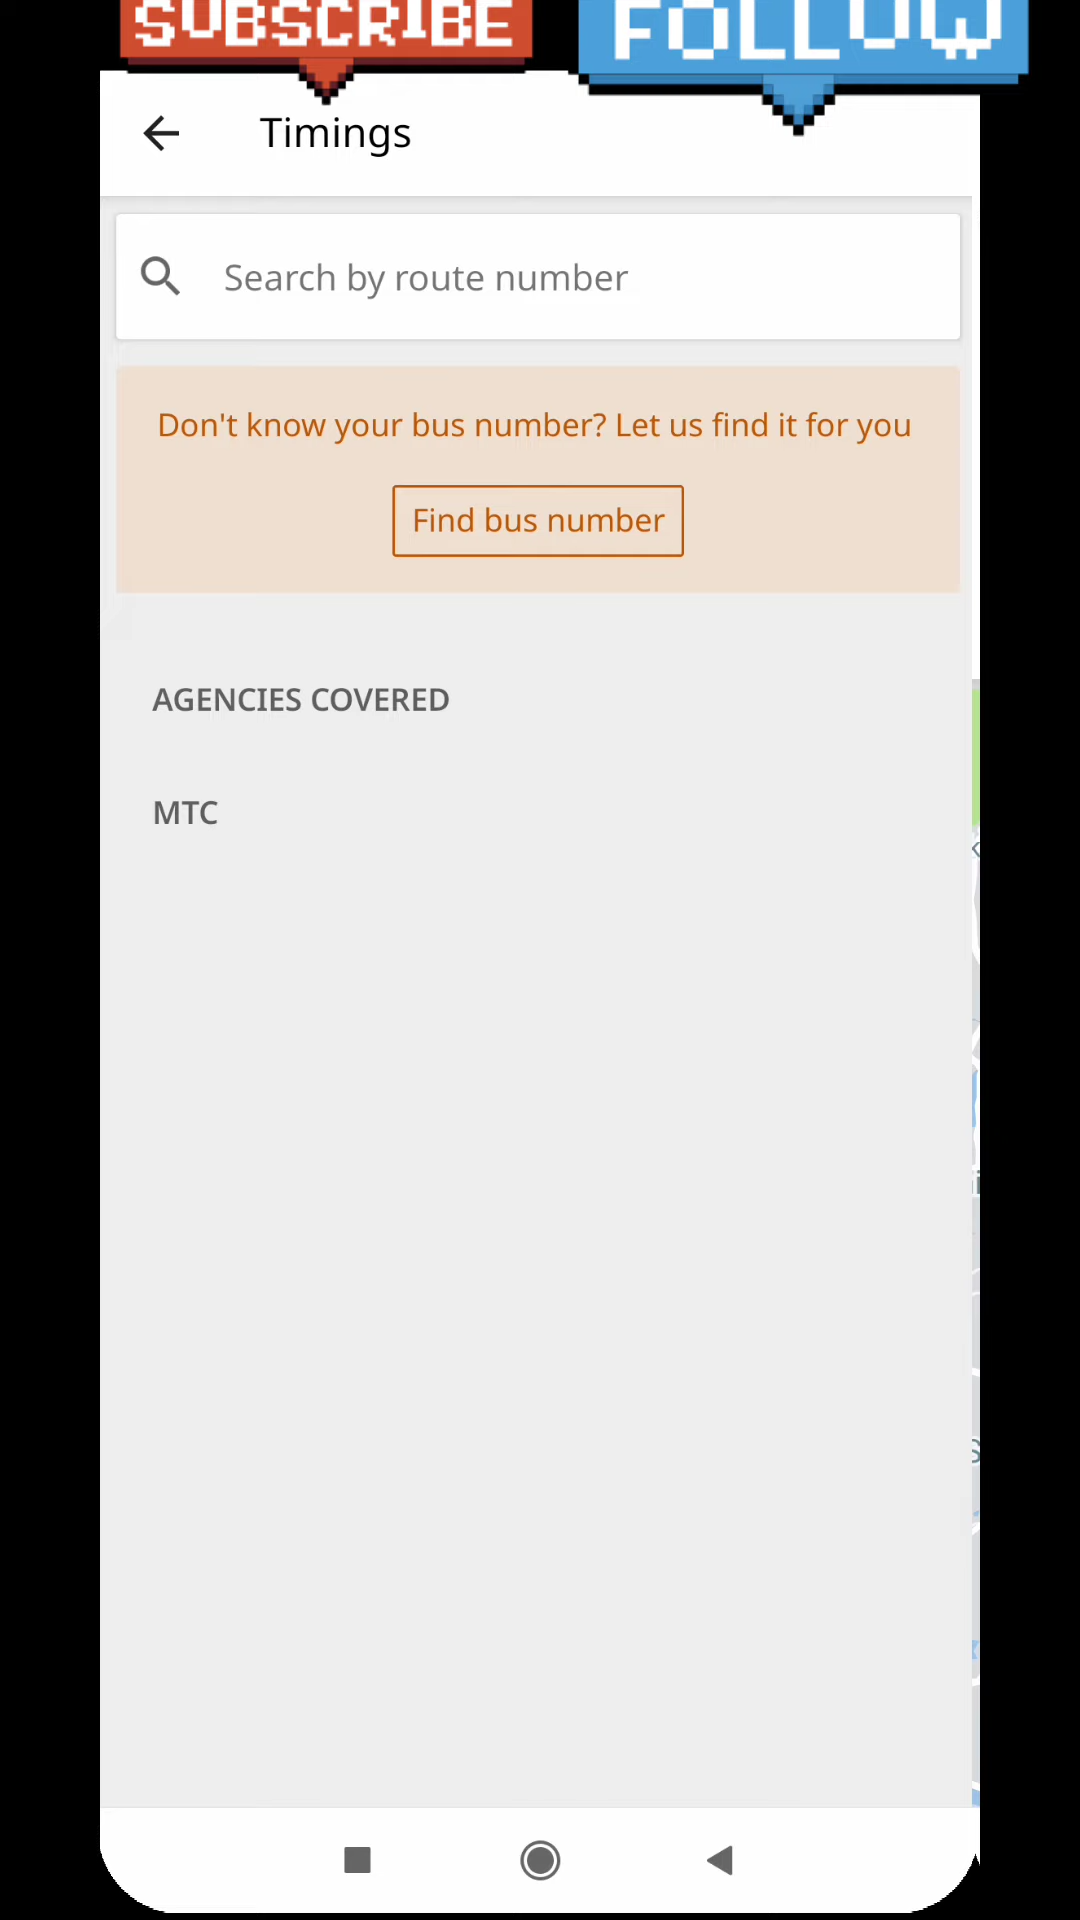 SUBSCRIBE
FOLLOW
Timings
Search by route number
Don't know your bus number? Let us find it for you
Find bus number
AGENCIES COVERED
MTC